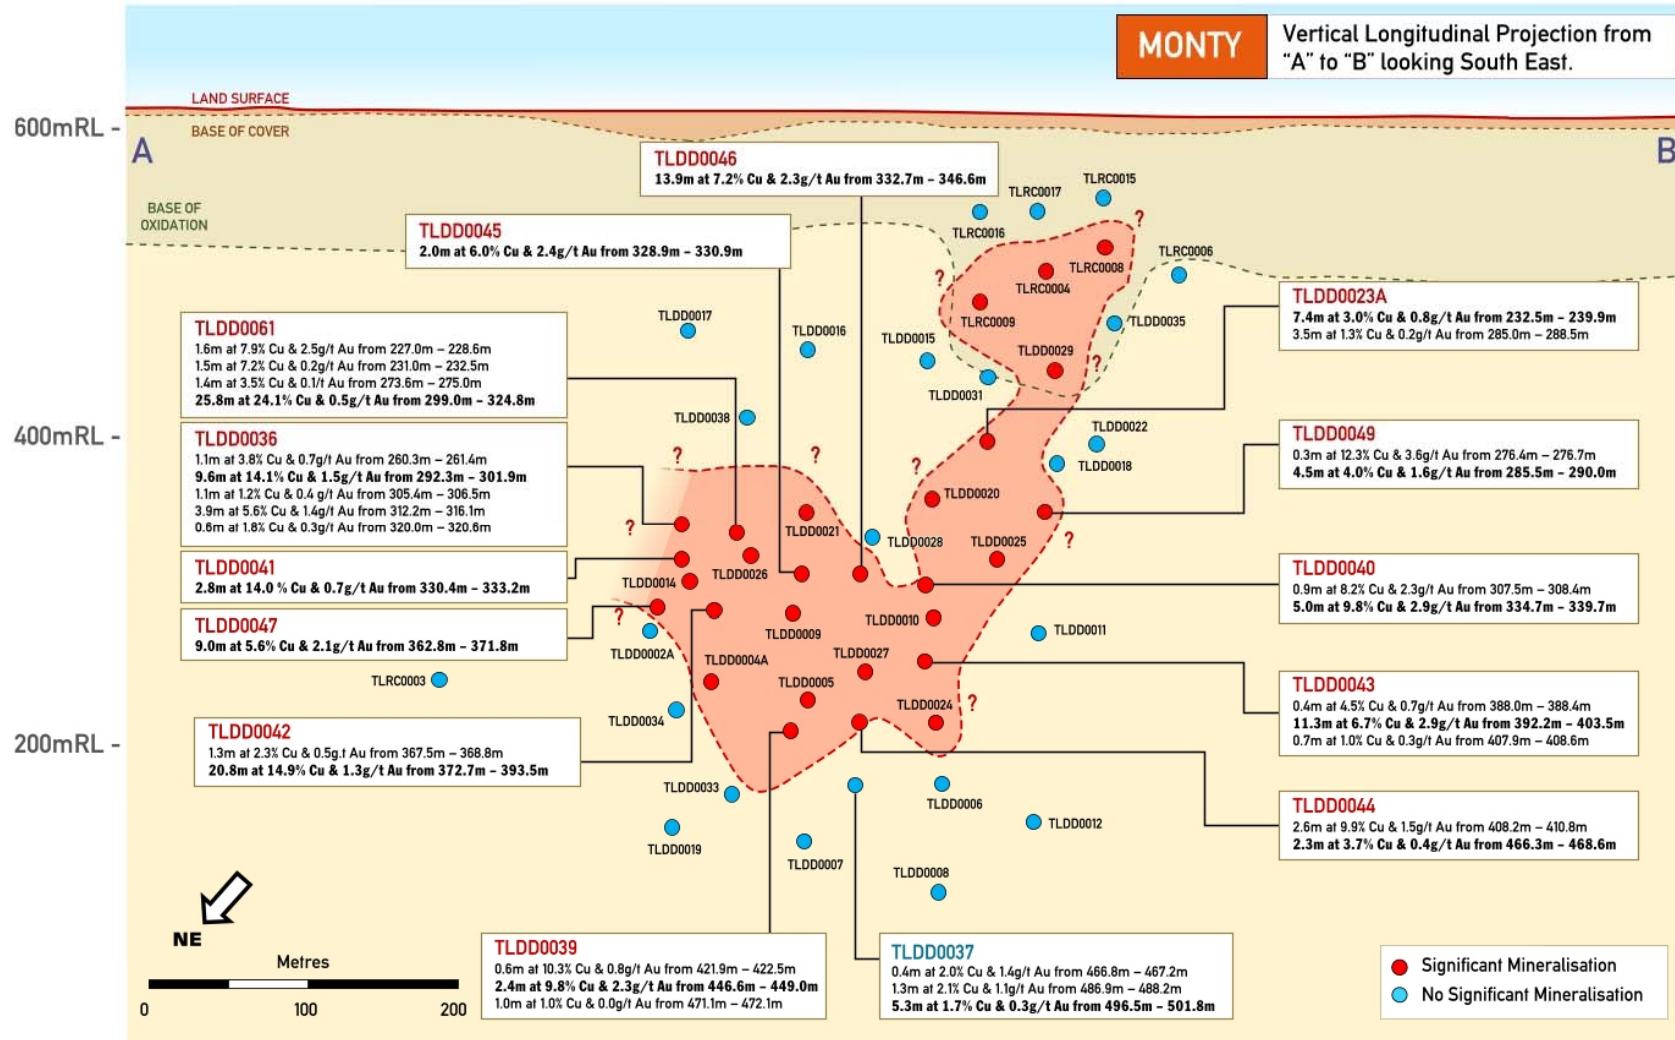 MONTY
Vertical Longitudinal Projection from
“A” to “B” looking South East.
LAND SURFACE
600mRL -
BASE OF COVER
A
B
TLDD0046
13.9m at 7.2% Cu & 2.3g/t Au from 332.7m – 346.6m
TLRC0017
TLRC0015
BASE OF
OXIDATION
TLDD0045
2.0m at 6.0% Cu & 2.4g/t Au from 328.9m – 330.9m
TLRC0016
?
TLRC0006
TLRC0008
TLRC0004
?
TLRC0009
TLDD0023A
7.4m at 3.0% Cu & 0.8g/t Au from 232.5m – 239.9m
3.5m at 1.3% Cu & 0.2g/t Au from 285.0m – 288.5m
TLDD0061
1.6m at 7.9% Cu & 2.5g/t Au from 227.0m – 228.6m
1.5m at 7.2% Cu & 0.2g/t Au from 231.0m – 232.5m
1.4m at 3.5% Cu & 0.1/t Au from 273.6m – 275.0m
25.8m at 24.1% Cu & 0.5g/t Au from 299.0m – 324.8m
TLDD0017
TLDD0016
TLDD0015
TLDD0035
TLDD0029
?
TLDD0031
TLDD0038
400mRL -
TLDD0022
TLDD0018
TLDD0036
1.1m at 3.8% Cu & 0.7g/t Au from 260.3m – 261.4m
9.6m at 14.1% Cu & 1.5g/t Au from 292.3m – 301.9m
1.1m at 1.2% Cu & 0.4 g/t Au from 305.4m – 306.5m
3.9m at 5.6% Cu & 1.4g/t Au from 312.2m – 316.1m
0.6m at 1.8% Cu & 0.3g/t Au from 320.0m – 320.6m
TLDD0049
0.3m at 12.3% Cu & 3.6g/t Au from 276.4m – 276.7m
4.5m at 4.0% Cu & 1.6g/t Au from 285.5m – 290.0m
?
?
?
TLDD0020
?
TLDD0021
TLDD0028
TLDD0025
?
TLDD0041
2.8m at 14.0 % Cu & 0.7g/t Au from 330.4m – 333.2m
TLDD0014
TLDD0026
TLDD0040
0.9m at 8.2% Cu & 2.3g/t Au from 307.5m – 308.4m
5.0m at 9.8% Cu & 2.9g/t Au from 334.7m – 339.7m
TLDD0047
9.0m at 5.6% Cu & 2.1g/t Au from 362.8m – 371.8m
?
TLDD0009
TLDD0010
TLDD0011
TLDD0002A
TLDD0004A
TLDD0027
TLRC0003
TLDD0005
TLDD0043
0.4m at 4.5% Cu & 0.7g/t Au from 388.0m – 388.4m
11.3m at 6.7% Cu & 2.9g/t Au from 392.2m – 403.5m
0.7m at 1.0% Cu & 0.3g/t Au from 407.9m – 408.6m
TLDD0034
TLDD0024
?
200mRL -
TLDD0042
1.3m at 2.3% Cu & 0.5g.t Au from 367.5m – 368.8m
20.8m at 14.9% Cu & 1.3g/t Au from 372.7m – 393.5m
TLDD0033
TLDD0006
TLDD0044
2.6m at 9.9% Cu & 1.5g/t Au from 408.2m – 410.8m
2.3m at 3.7% Cu & 0.4g/t Au from 466.3m – 468.6m
TLDD0012
TLDD0019
TLDD0007
TLDD0008
NE
Metres
0 100 200
TLDD0039
0.6m at 10.3% Cu & 0.8g/t Au from 421.9m – 422.5m
2.4m at 9.8% Cu & 2.3g/t Au from 446.6m – 449.0m
1.0m at 1.0% Cu & 0.0g/t Au from 471.1m – 472.1m
TLDD0037
0.4m at 2.0% Cu & 1.4g/t Au from 466.8m – 467.2m
1.3m at 2.1% Cu & 1.1g/t Au from 486.9m – 488.2m
5.3m at 1.7% Cu & 0.3g/t Au from 496.5m – 501.8m
Significant Mineralisation
No Significant Mineralisation